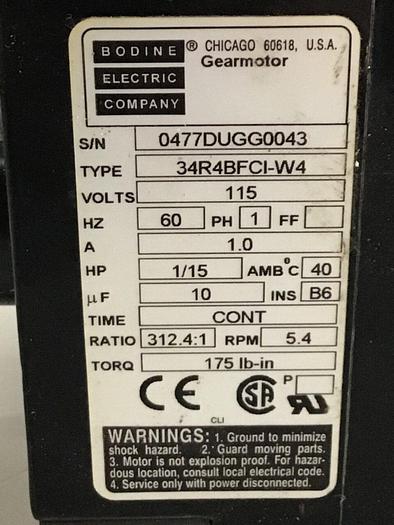 BODINE ® CHICAGO 60618, U.S.A.
ELECTRIC Gearmotor
COMPANY
S/N 0477DUGG0043
TYPE 34R4BFCI-W4
VOLTS 115
HZ 60 PH 1 FF
A 1.0
HP 1/15 AMB°C 40
µF 10 INS B6
TIME CONT
RATIO 312.4:1 RPM 5.4
TORQ 175 lb-in
CE SA P RU
CLI
WARNINGS: 1. Ground to minimize
shock hazard. 2. Guard moving parts.
3. Motor is not explosion proof. For hazar-
dous location, consult local electrical code.
4. Service only with power disconnected.